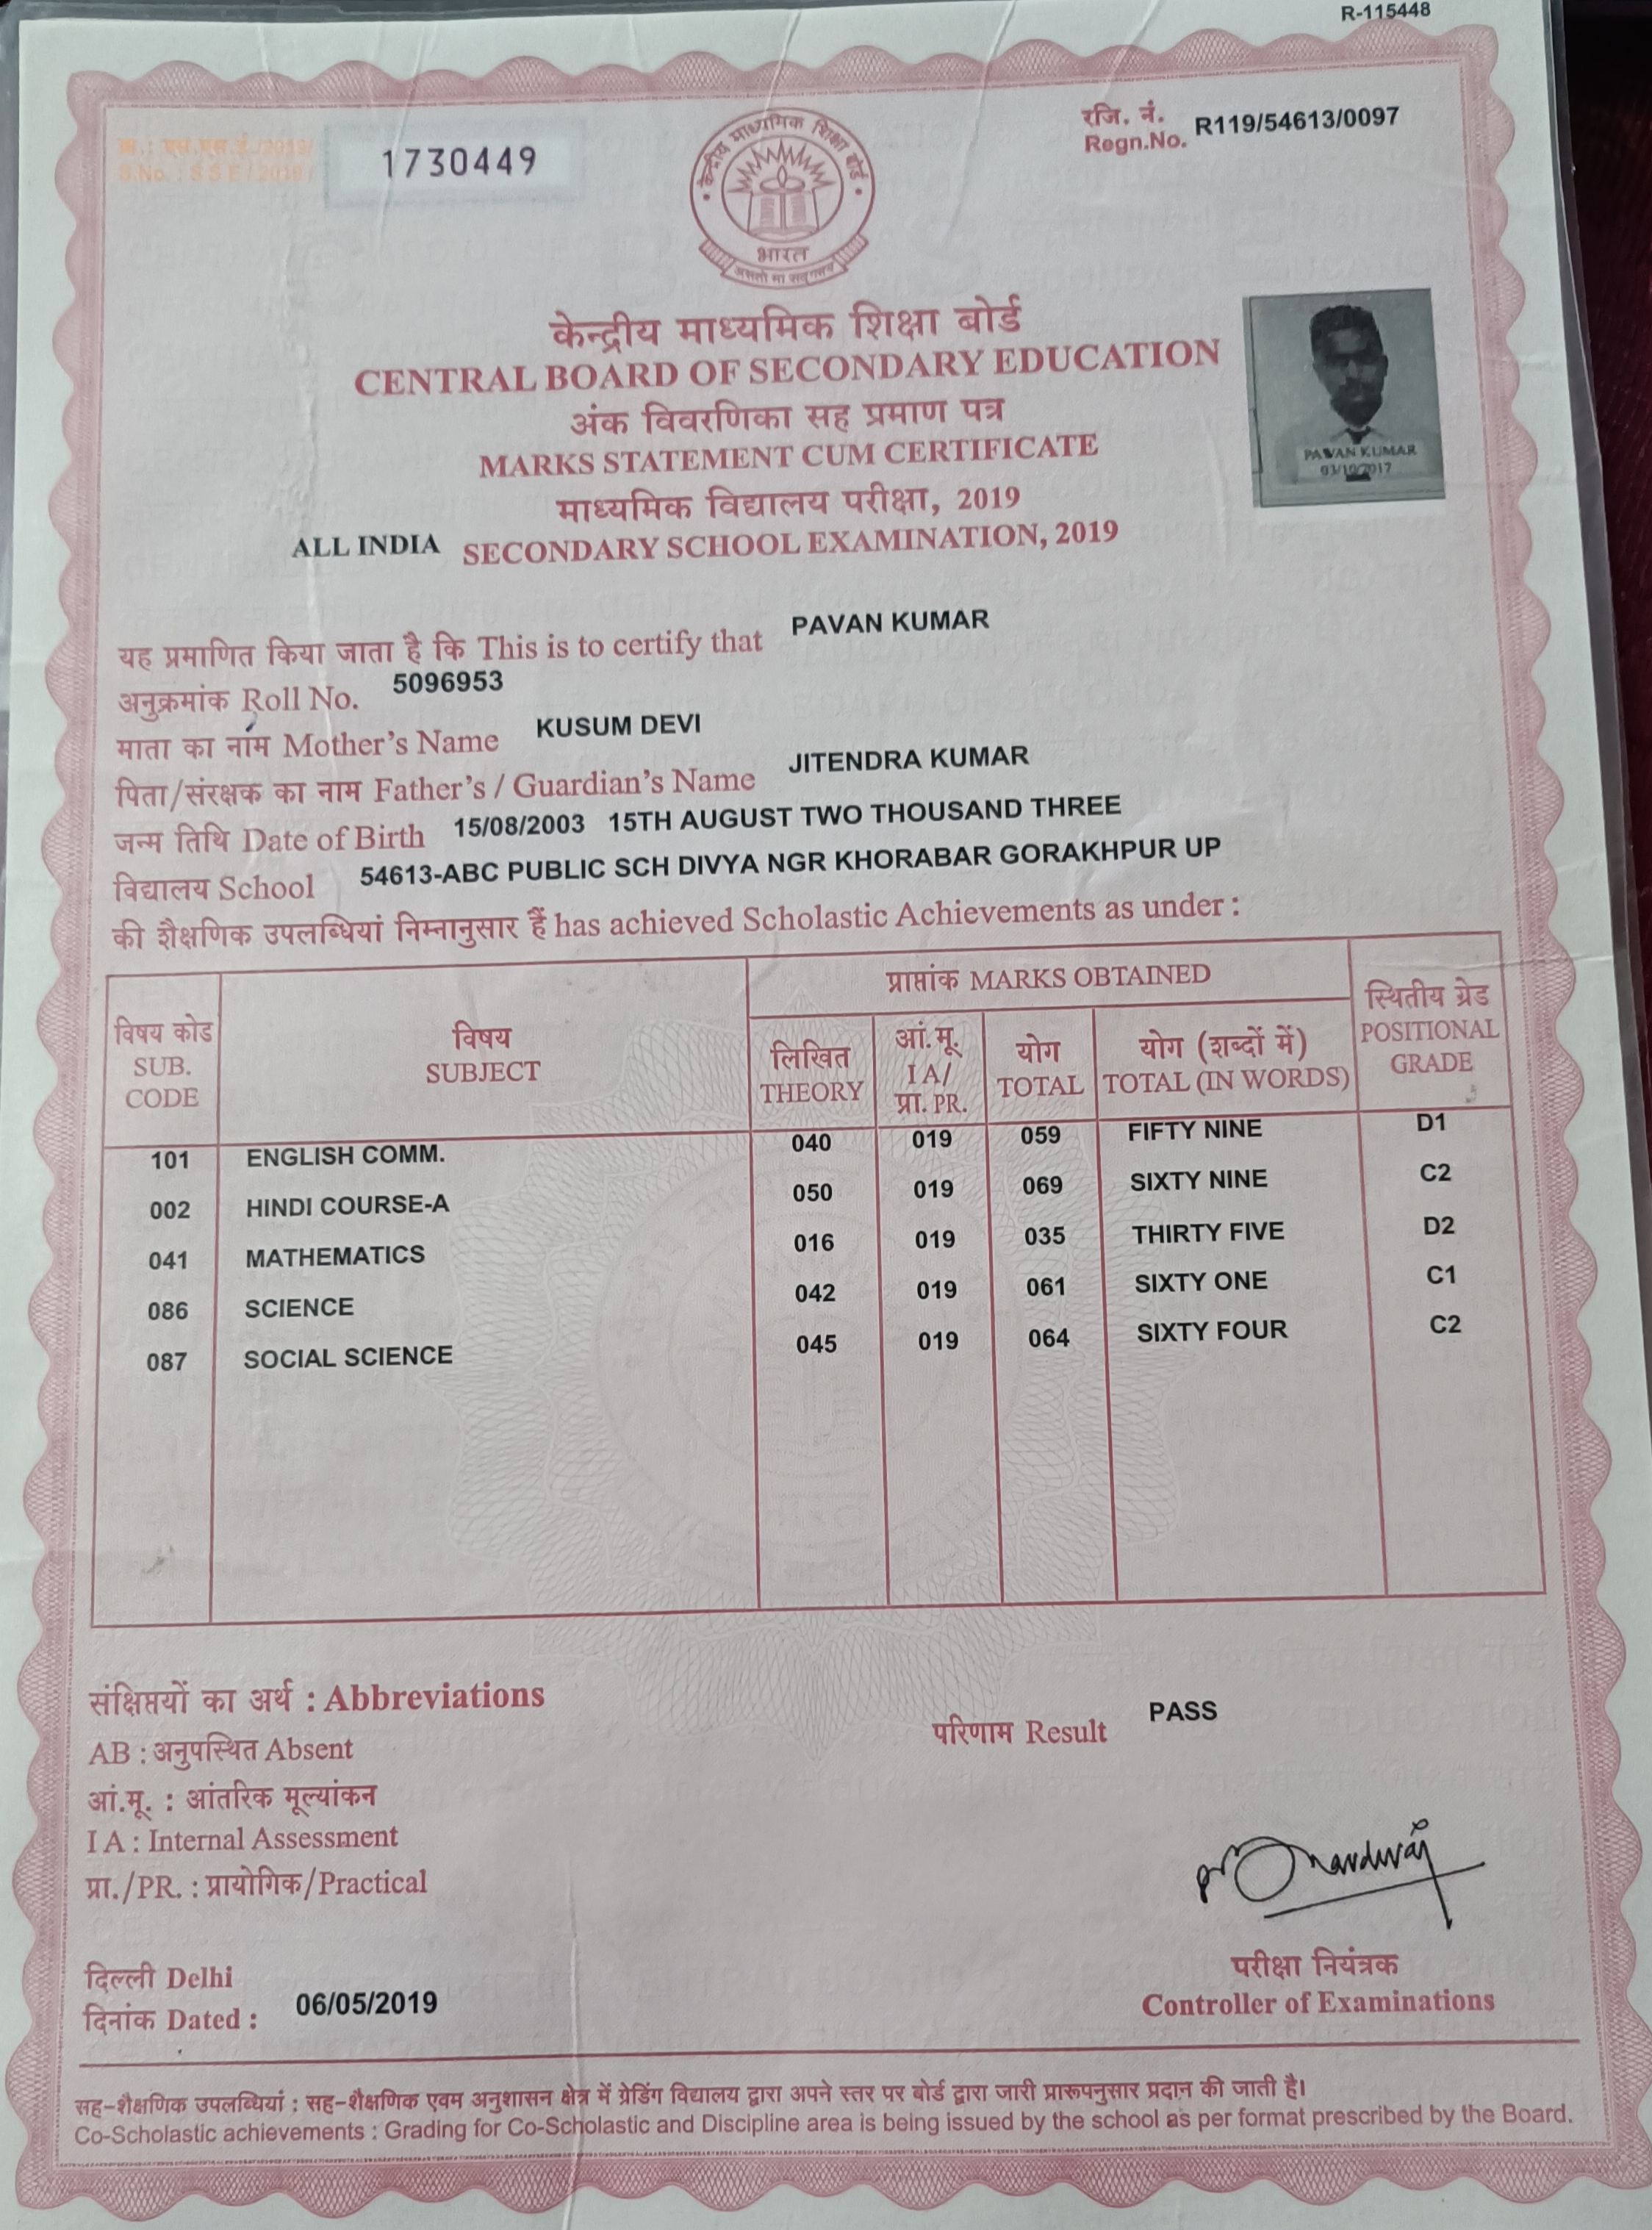 R-115448
1730449
रजि. नं.
Regn.No. R119/54613/0097
केन्द्रीय माध्यमिक शिक्षा बोर्ड
भारत
असतो मा सद्गमय
केन्द्रीय माध्यमिक शिक्षा बोर्ड
CENTRAL BOARD OF SECONDARY EDUCATION
अंक विवरणिका सह प्रमाण पत्र
MARKS STATEMENT CUM CERTIFICATE
माध्यमिक विद्यालय परीक्षा, 2019
ALL INDIA SECONDARY SCHOOL EXAMINATION, 2019
PAVAN KUMAR
03/10/2017
यह प्रमाणित किया जाता है कि This is to certify that PAVAN KUMAR
अनुक्रमांक Roll No. 5096953
माता का नाम Mother's Name KUSUM DEVI
पिता/संरक्षक का नाम Father's / Guardian's Name JITENDRA KUMAR
जन्म तिथि Date of Birth 15/08/2003 15TH AUGUST TWO THOUSAND THREE
विद्यालय School 54613-ABC PUBLIC SCH DIVYA NGR KHORABAR GORAKHPUR UP
की शैक्षणिक उपलब्धियां निम्नानुसार हैं has achieved Scholastic Achievements as under :
विषय कोड SUB. CODE
विषय SUBJECT
प्राप्तांक MARKS OBTAINED
लिखित THEORY
आं.मू. I A/ प्रा. PR.
योग TOTAL
योग (शब्दों में) TOTAL (IN WORDS)
स्थितीय ग्रेड POSITIONAL GRADE
101 ENGLISH COMM. 040 019 059 FIFTY NINE D1
002 HINDI COURSE-A 050 019 069 SIXTY NINE C2
041 MATHEMATICS 016 019 035 THIRTY FIVE D2
086 SCIENCE 042 019 061 SIXTY ONE C1
087 SOCIAL SCIENCE 045 019 064 SIXTY FOUR C2
संक्षिप्तियों का अर्थ : Abbreviations
AB : अनुपस्थित Absent
आं.मू. : आंतरिक मूल्यांकन
I A : Internal Assessment
प्रा./PR. : प्रायोगिक/Practical
परिणाम Result PASS
दिल्ली Delhi
दिनांक Dated : 06/05/2019
परीक्षा नियंत्रक
Controller of Examinations
सह-शैक्षणिक उपलब्धियां : सह-शैक्षणिक एवम अनुशासन क्षेत्र में ग्रेडिंग विद्यालय द्वारा अपने स्तर पर बोर्ड द्वारा जारी प्रारूपनुसार प्रदान की जाती है।
Co-Scholastic achievements : Grading for Co-Scholastic and Discipline area is being issued by the school as per format prescribed by the Board.